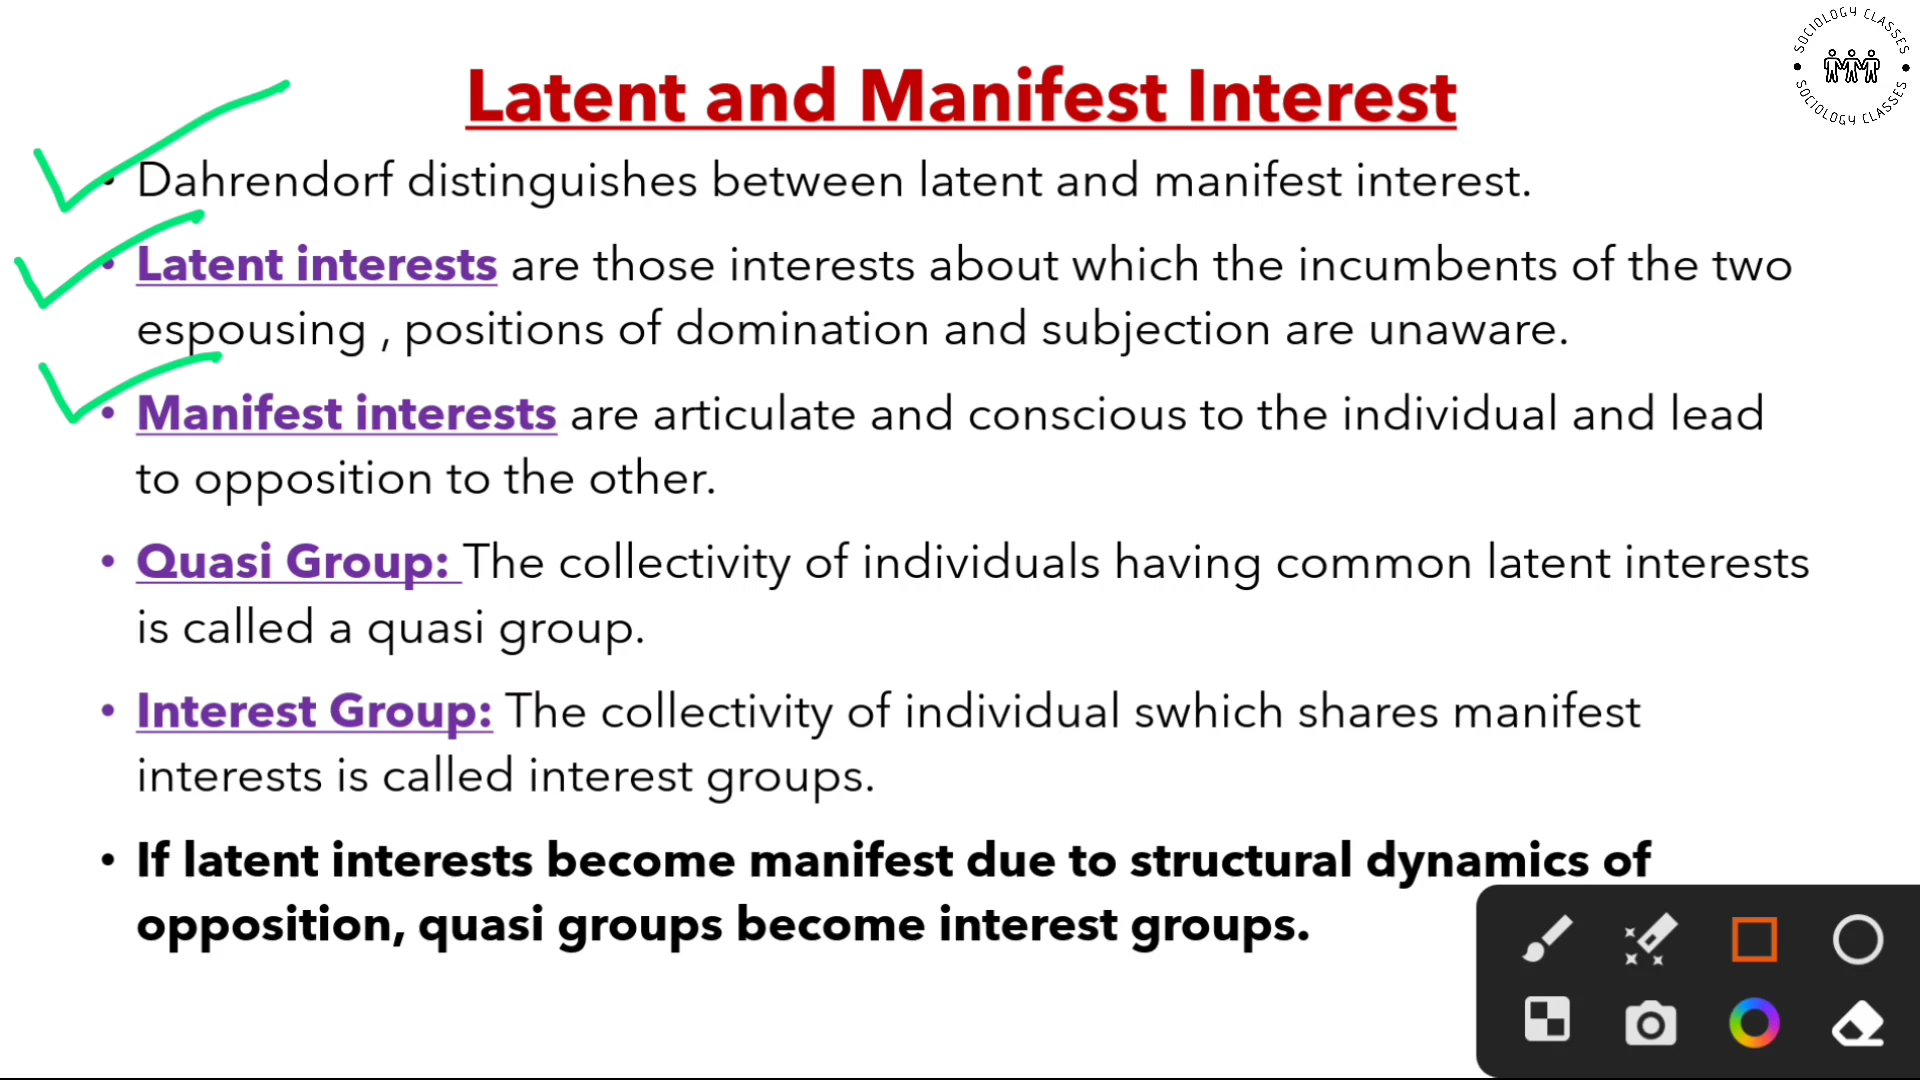 SOCIOLOGY CLASSES
SOCIOLOGY CLASSES
Latent and Manifest Interest
• Dahrendorf distinguishes between latent and manifest interest.
• Latent interests are those interests about which the incumbents of the two
espousing , positions of domination and subjection are unaware.
• Manifest interests are articulate and conscious to the individual and lead
to opposition to the other.
• Quasi Group: The collectivity of individuals having common latent interests
is called a quasi group.
• Interest Group: The collectivity of individual swhich shares manifest
interests is called interest groups.
• If latent interests become manifest due to structural dynamics of
opposition, quasi groups become interest groups.